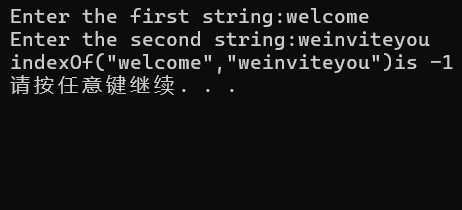 Enter the first string:welcome
Enter the second string:weinviteyou
indexOf("welcome","weinviteyou")is -1
请按任意键继续. . .